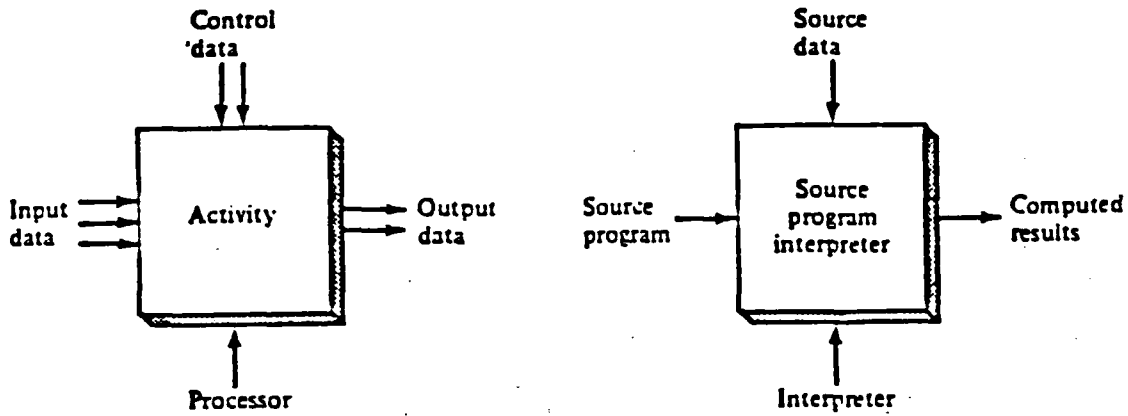 Control
data
Input
data
Activity
Output
data
Processor
Source
data
Source
program
Source
program
interpreter
Computed
results
Interpreter